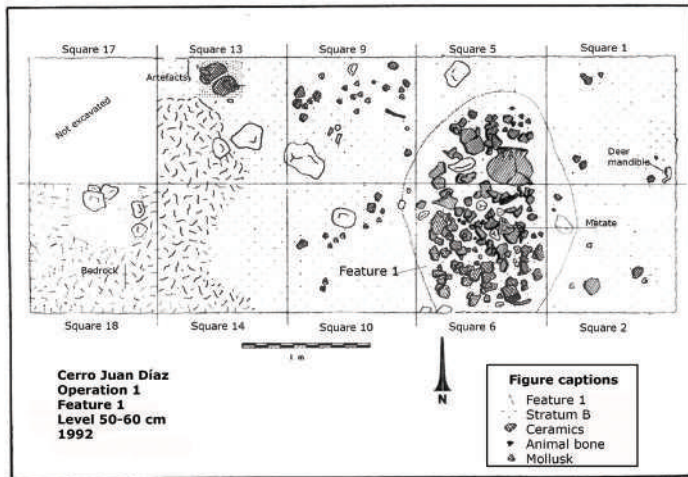 Square 17
Square 13
Square 9
Square 5
Square 1
Artefacts
Not excavated
Deer
mandible
Metate
Feature 1
Bedrock
Square 18
Square 14
Square 10
Square 6
Square 2
1 m
Cerro Juan Díaz
Operation 1
Feature 1
Level 50-60 cm
1992
N
Figure captions
Feature 1
Stratum B
Ceramics
Animal bone
Mollusk